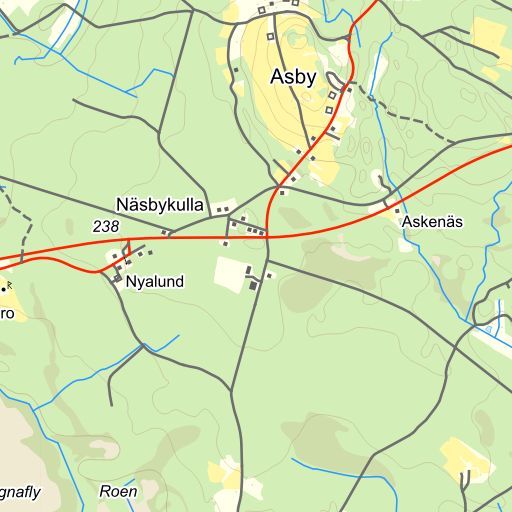 Asby
Näsbykulla
238
Askenäs
Nyalund
ro
gnafly
Roen